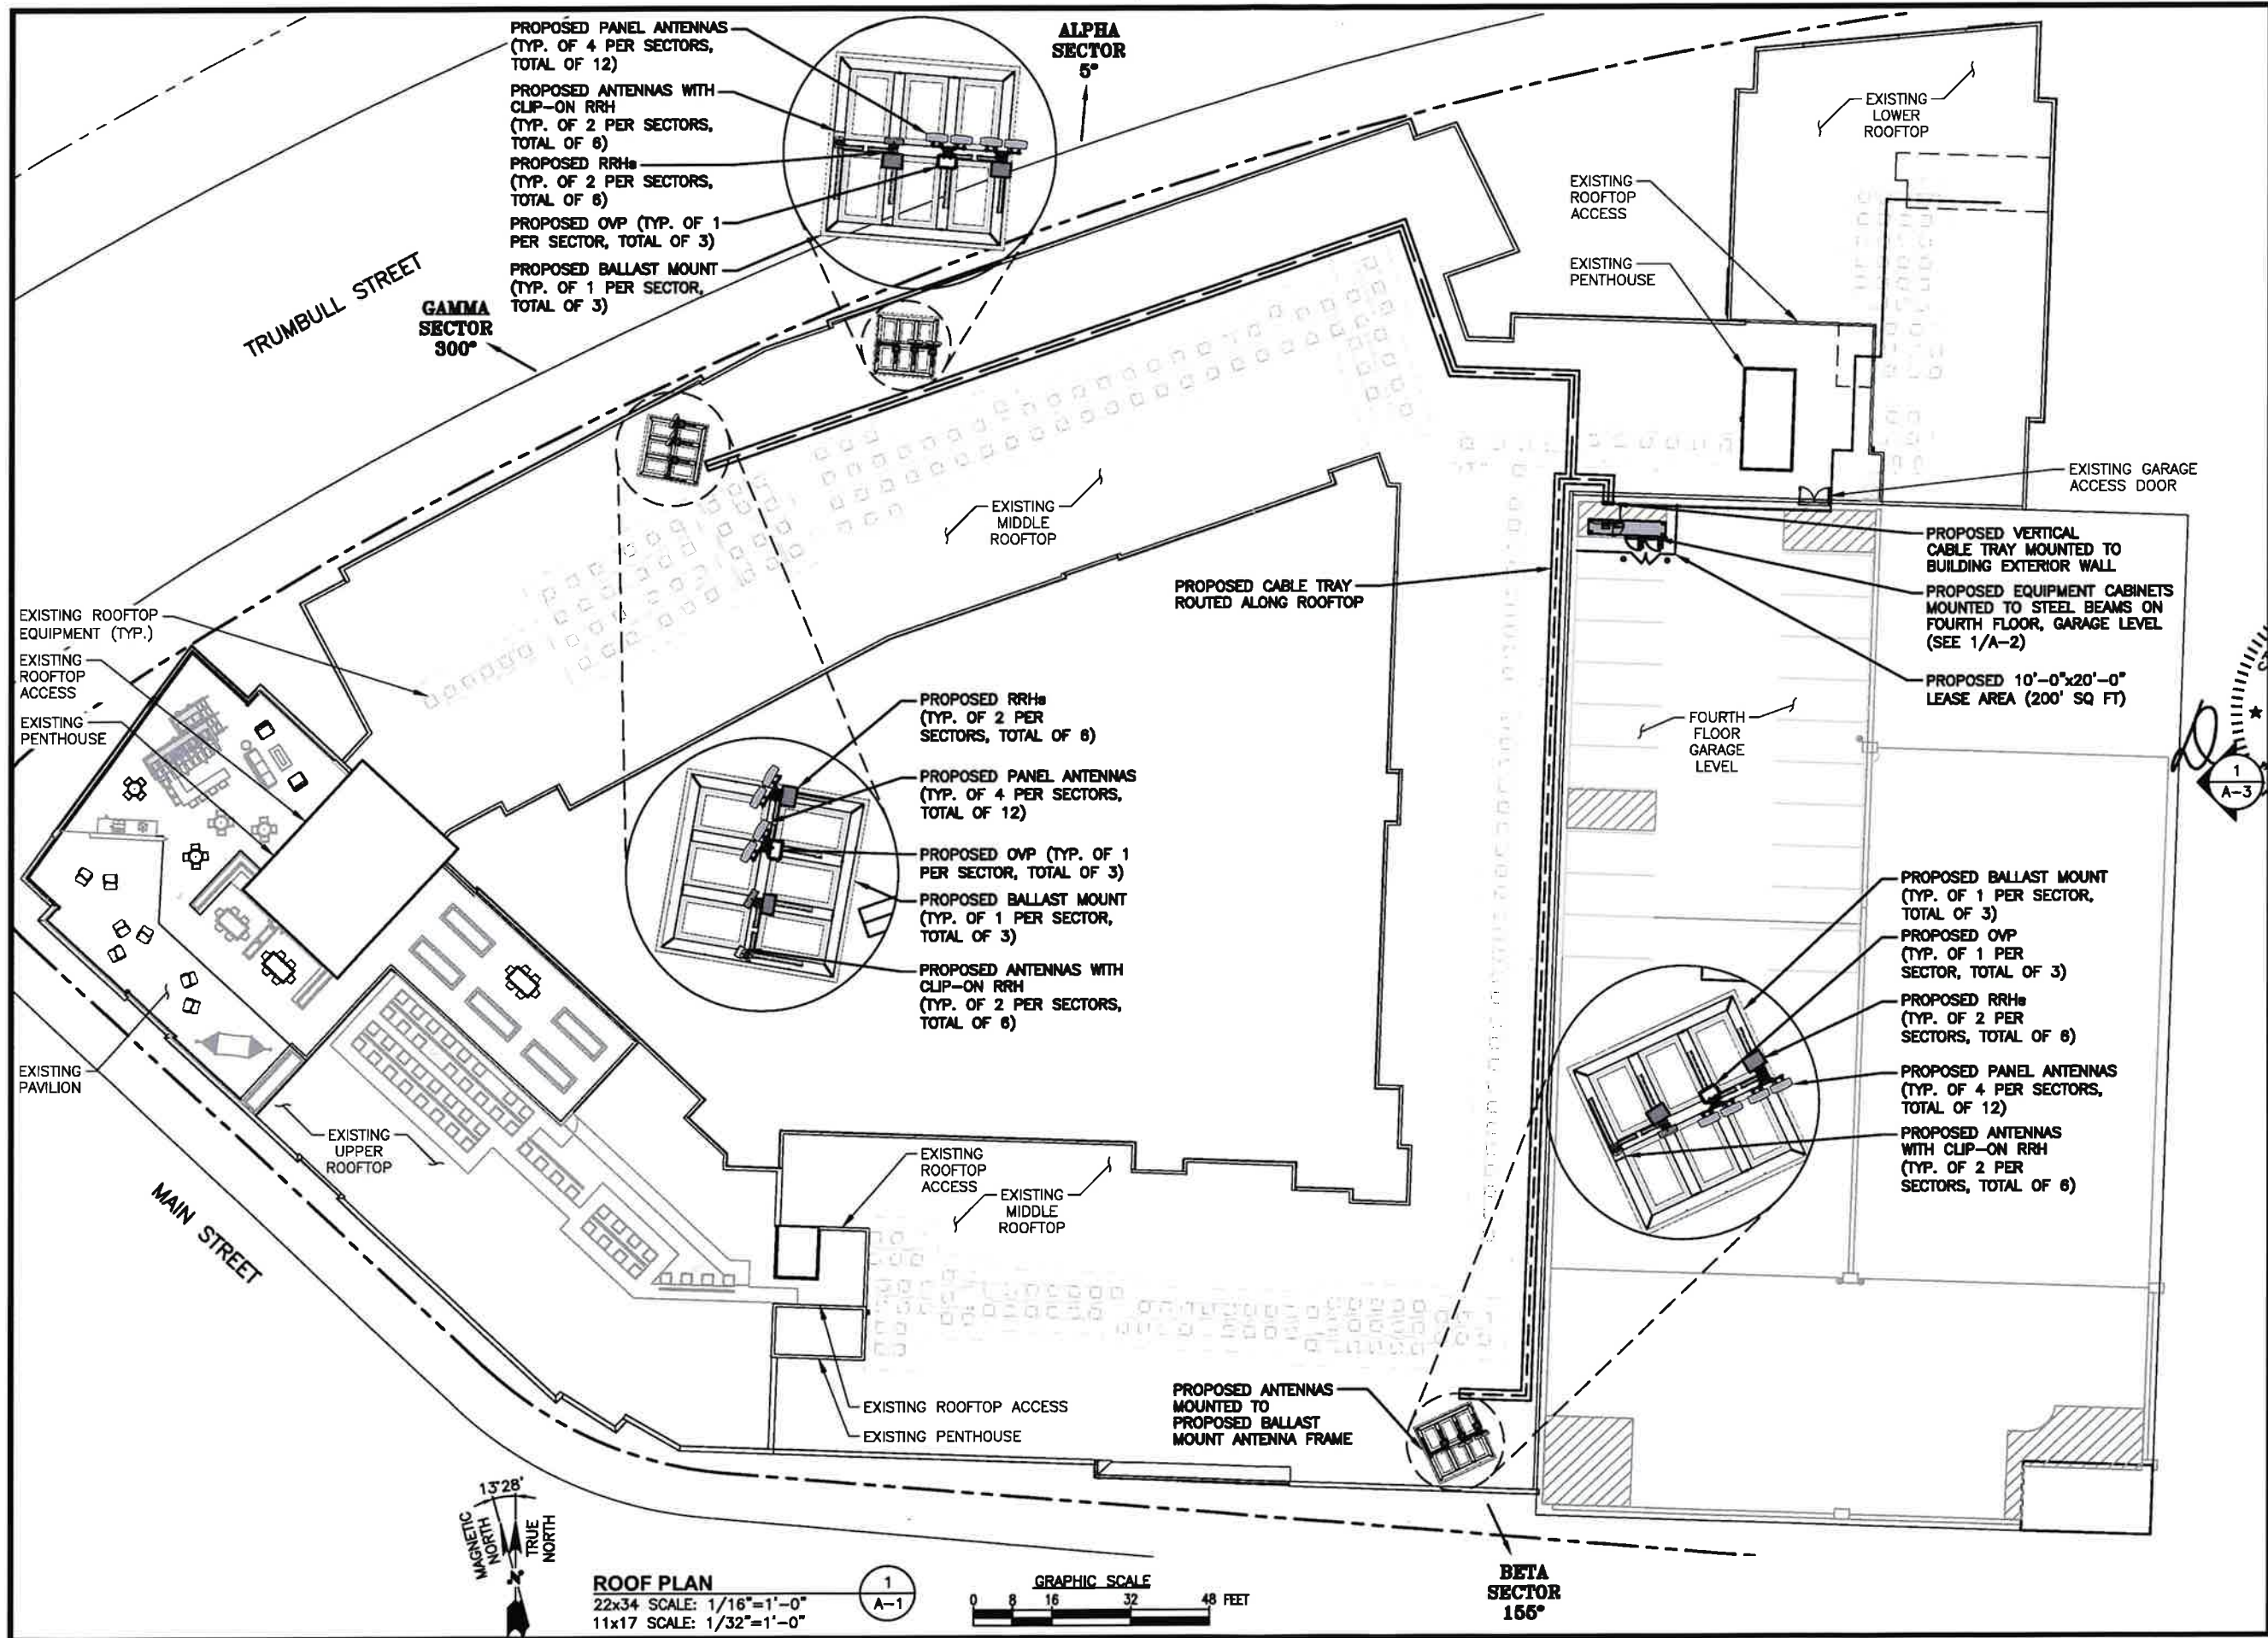 PROPOSED PANEL ANTENNAS
(TYP. OF 4 PER SECTORS,
TOTAL OF 12)
PROPOSED ANTENNAS WITH
CLIP-ON RRH
(TYP. OF 2 PER SECTORS,
TOTAL OF 6)
PROPOSED RRHs
(TYP. OF 2 PER SECTORS,
TOTAL OF 6)
PROPOSED OVP (TYP. OF 1
PER SECTOR, TOTAL OF 3)
PROPOSED BALLAST MOUNT
(TYP. OF 1 PER SECTOR,
TOTAL OF 3)
ALPHA
SECTOR
5°
EXISTING
LOWER
ROOFTOP
EXISTING
ROOFTOP
ACCESS
EXISTING
PENTHOUSE
TRUMBULL STREET
GAMMA
SECTOR
300°
EXISTING GARAGE
ACCESS DOOR
EXISTING
MIDDLE
ROOFTOP
PROPOSED VERTICAL
CABLE TRAY MOUNTED TO
BUILDING EXTERIOR WALL
PROPOSED CABLE TRAY
ROUTED ALONG ROOFTOP
PROPOSED EQUIPMENT CABINETS
MOUNTED TO STEEL BEAMS ON
FOURTH FLOOR, GARAGE LEVEL
(SEE 1/A-2)
PROPOSED 10'-0"x20'-0"
LEASE AREA (200' SQ FT)
EXISTING ROOFTOP
EQUIPMENT (TYP.)
EXISTING
ROOFTOP
ACCESS
EXISTING
PENTHOUSE
FOURTH
FLOOR
GARAGE
LEVEL
1
A-3
PROPOSED RRHs
(TYP. OF 2 PER
SECTORS, TOTAL OF 6)
PROPOSED PANEL ANTENNAS
(TYP. OF 4 PER SECTORS,
TOTAL OF 12)
PROPOSED OVP (TYP. OF 1
PER SECTOR, TOTAL OF 3)
PROPOSED BALLAST MOUNT
(TYP. OF 1 PER SECTOR,
TOTAL OF 3)
PROPOSED ANTENNAS WITH
CLIP-ON RRH
(TYP. OF 2 PER SECTORS,
TOTAL OF 6)
PROPOSED BALLAST MOUNT
(TYP. OF 1 PER SECTOR,
TOTAL OF 3)
PROPOSED OVP
(TYP. OF 1 PER
SECTOR, TOTAL OF 3)
PROPOSED RRHs
(TYP. OF 2 PER
SECTORS, TOTAL OF 6)
PROPOSED PANEL ANTENNAS
(TYP. OF 4 PER SECTORS,
TOTAL OF 12)
PROPOSED ANTENNAS
WITH CLIP-ON RRH
(TYP. OF 2 PER
SECTORS, TOTAL OF 6)
EXISTING
PAVILION
EXISTING
UPPER
ROOFTOP
EXISTING
ROOFTOP
ACCESS
EXISTING
MIDDLE
ROOFTOP
MAIN STREET
EXISTING ROOFTOP ACCESS
EXISTING PENTHOUSE
PROPOSED ANTENNAS
MOUNTED TO
PROPOSED BALLAST
MOUNT ANTENNA FRAME
BETA
SECTOR
155°
13°28'
MAGNETIC
NORTH
TRUE
NORTH
N
ROOF PLAN
22x34 SCALE: 1/16"=1'-0"
11x17 SCALE: 1/32"=1'-0"
1
A-1
GRAPHIC SCALE
0 8 16 32 48 FEET